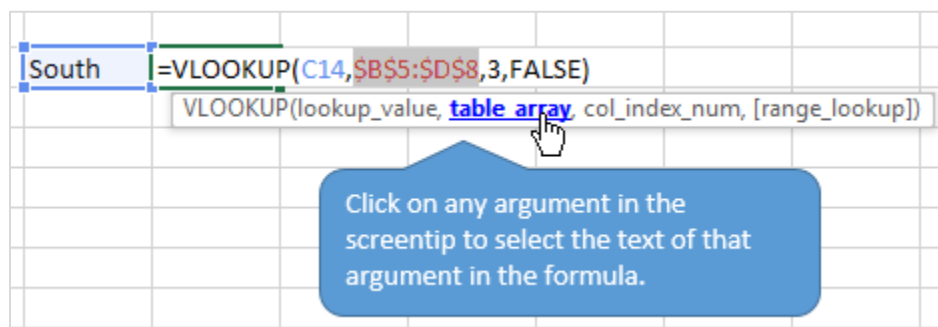 South =VLOOKUP(C14,$B$5:$D$8,3,FALSE)
VLOOKUP(lookup_value, table_array, col_index_num, [range_lookup])
Click on any argument in the
screentip to select the text of that
argument in the formula.